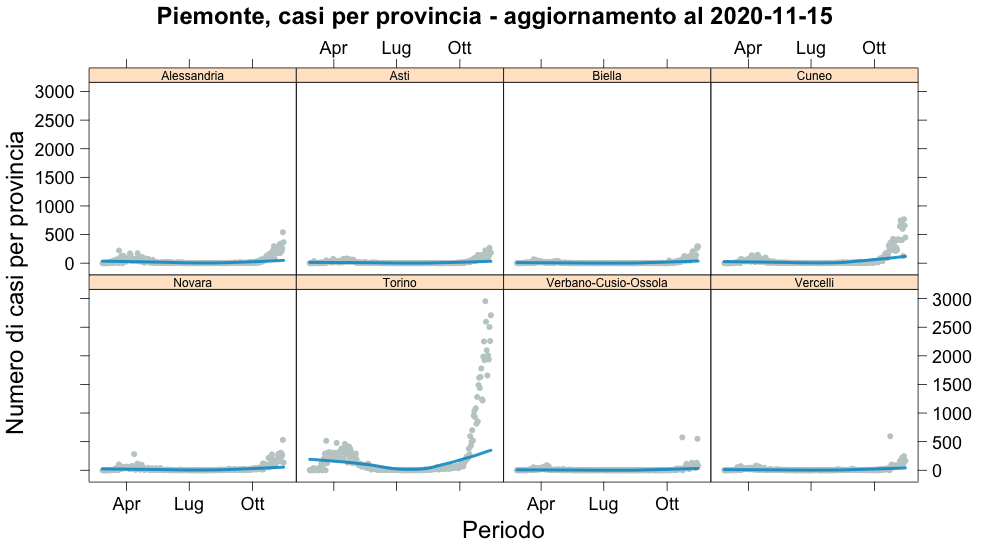 Piemonte, casi per provincia - aggiornamento al 2020-11-15
Apr Lug Ott Apr Ott
Alessandria Asti Biella Cuneo
3000
2500
2000
1500
1000
500
0
Novara Torino Verbano-Cusio-Ossola Vercelli
3000
2500
2000
1500
1000
500
0
Apr Lug Ott Apr Lug Ott
Numero di casi per provincia
Periodo